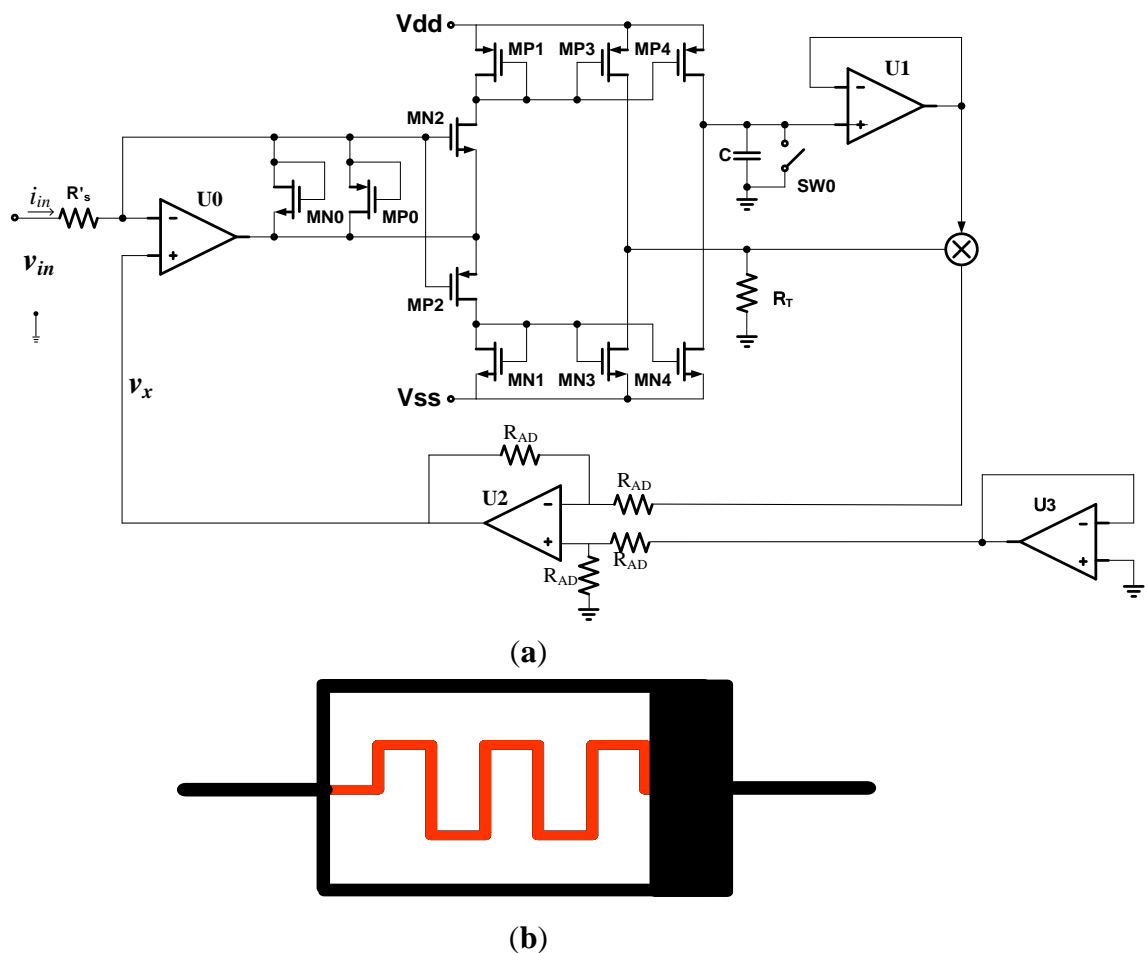 Vdd
MP1
MP3
MP4
U1
−
+
MN2
C
SW0
i_in
R'_s
U0
−
+
MN0
MP0
v_in
MP2
R_T
MN1
MN3
MN4
v_x
Vss
R_AD
R_AD
U2
−
+
U3
−
+
R_AD
R_AD
(a)
(b)